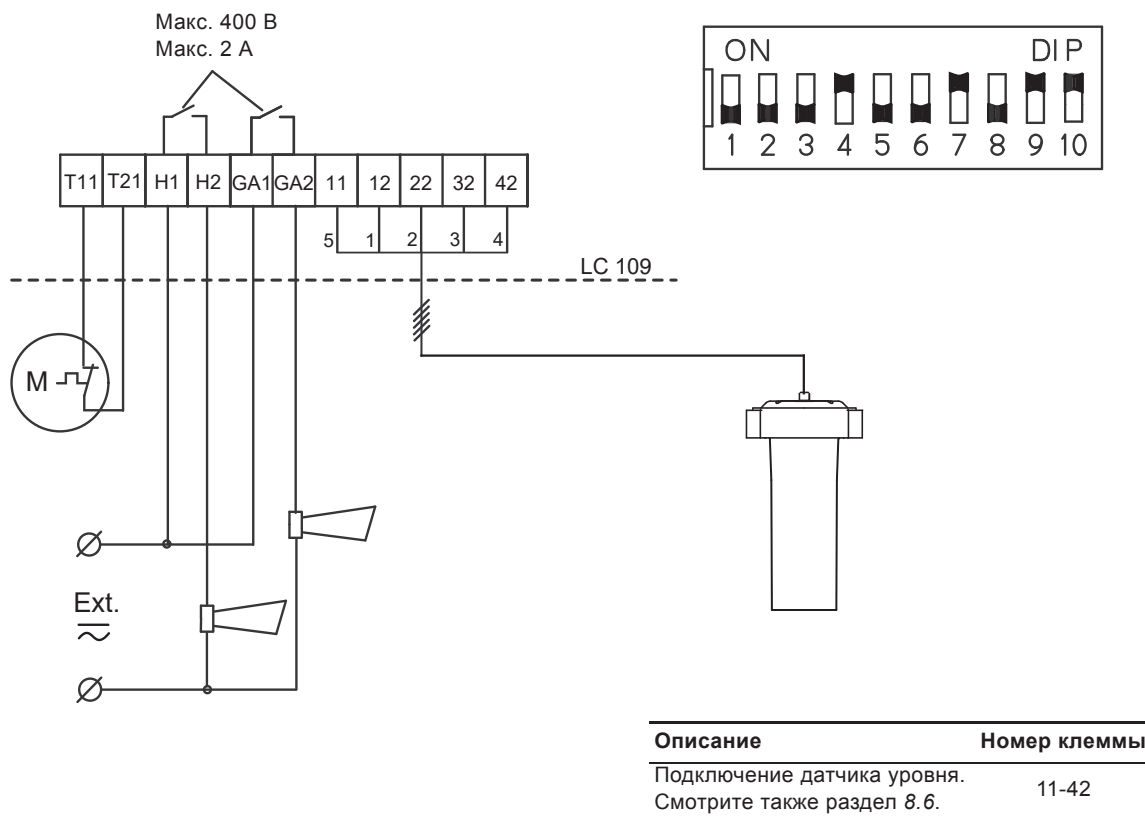 Макс. 400 В
Макс. 2 А
ON DIP
1 2 3 4 5 6 7 8 9 10
T11 T21 H1 H2 GA1 GA2 11 12 22 32 42
5 1 2 3 4
LC 109
M
Ext.
Описание Номер клеммы
Подключение датчика уровня.
Смотрите также раздел 8.6.
11-42